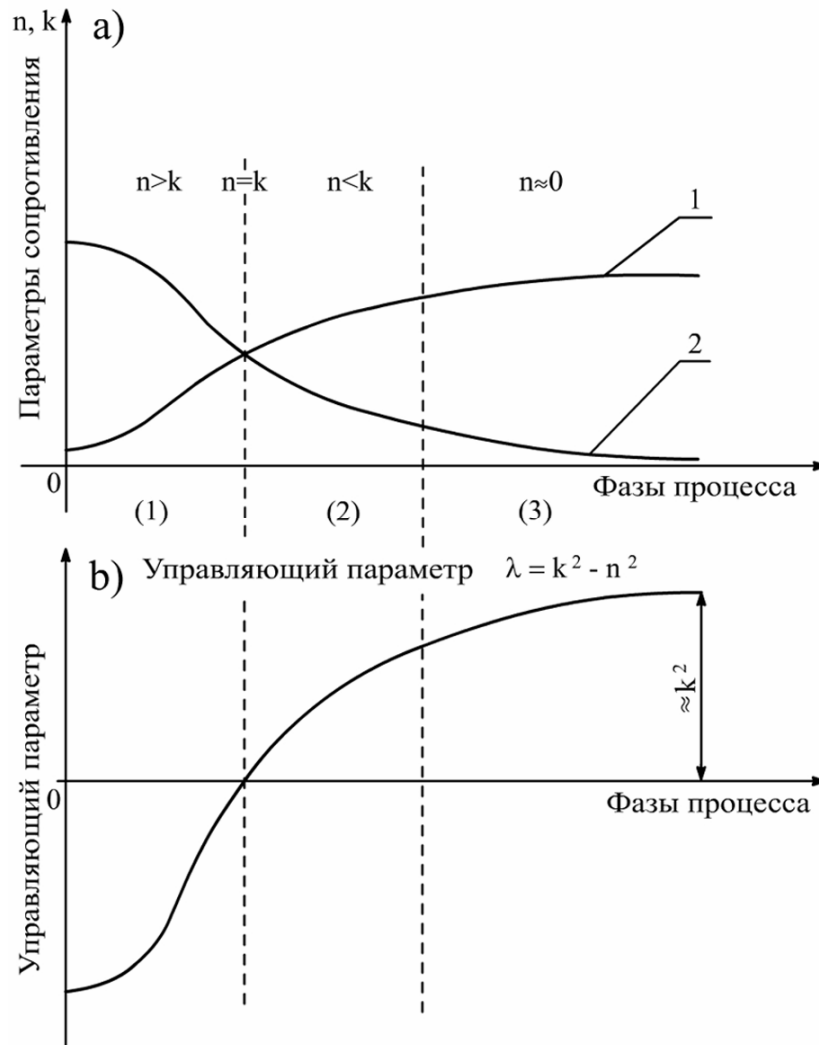 n, k
a)
Параметры сопротивления
n>k
n=k
n<k
n≈0
1
2
0
Фазы процесса
(1)
(2)
(3)
b)
Управляющий параметр λ = k² - n²
Управляющий параметр
≈k²
0
Фазы процесса